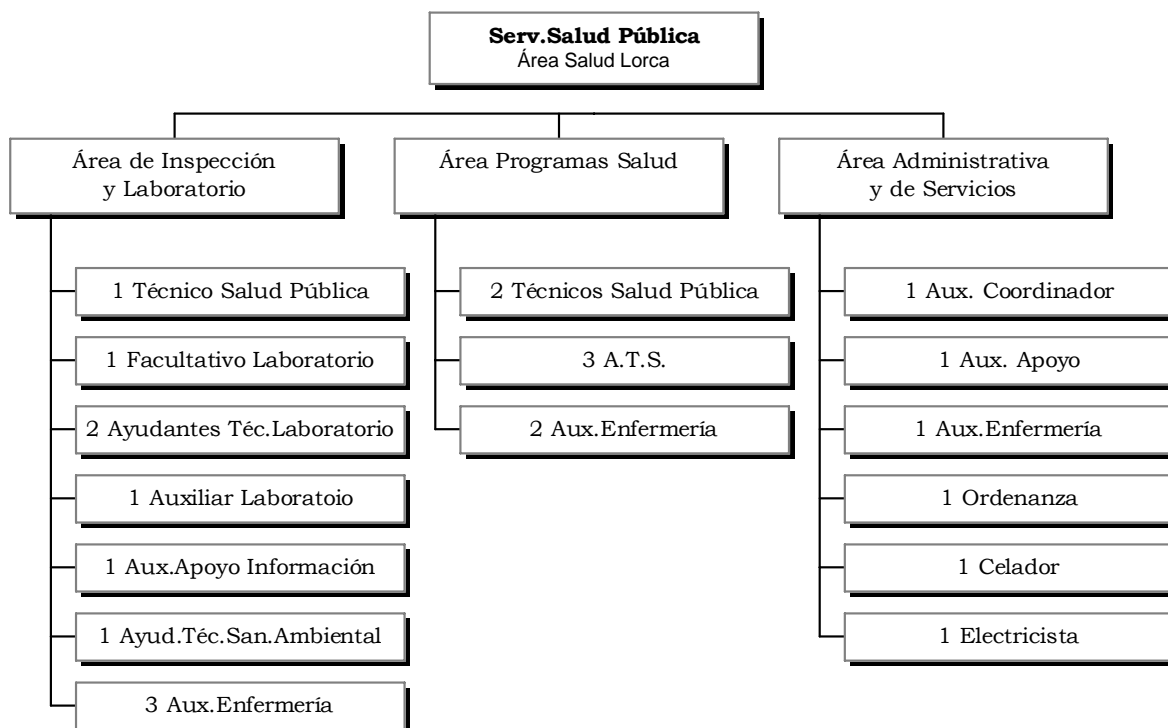 Serv.Salud Pública
Área Salud Lorca
Área de Inspección
y Laboratorio
1 Técnico Salud Pública
1 Facultativo Laboratorio
2 Ayudantes Téc.Laboratorio
1 Auxiliar Laboratoio
1 Aux.Apoyo Información
1 Ayud.Téc.San.Ambiental
3 Aux.Enfermería
Área Programas Salud
2 Técnicos Salud Pública
3 A.T.S.
2 Aux.Enfermería
Área Administrativa
y de Servicios
1 Aux. Coordinador
1 Aux. Apoyo
1 Aux.Enfermería
1 Ordenanza
1 Celador
1 Electricista